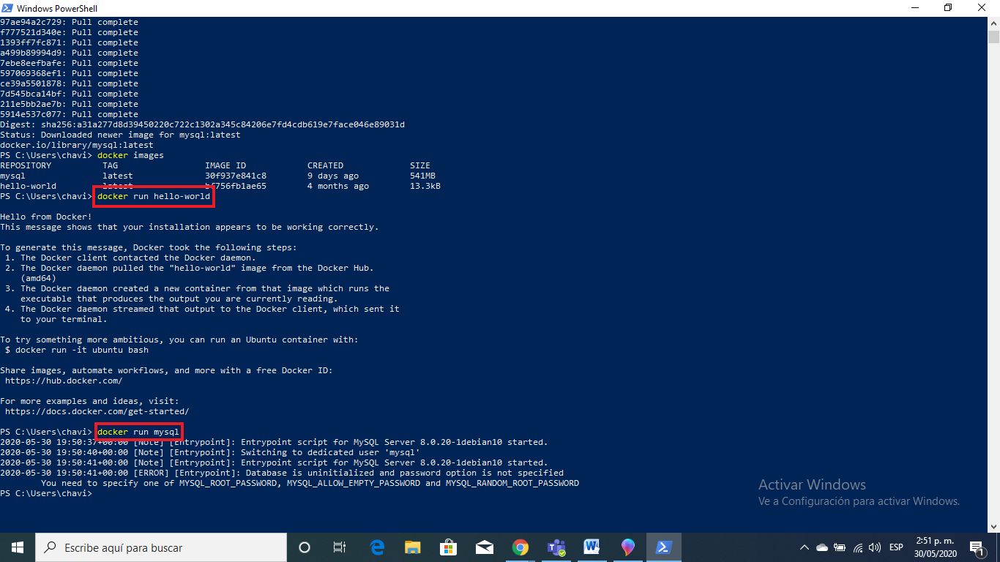 Windows PowerShell
97ae94a2c729: Pull complete
f777521d340e: Pull complete
1393ff7fc871: Pull complete
a499b89994d9: Pull complete
7ebe8eefbafe: Pull complete
597069368ef1: Pull complete
ce39a5501878: Pull complete
7d545bca14bf: Pull complete
211e5bb2ae7b: Pull complete
5914e537c077: Pull complete
Digest: sha256:a31a277d8d39450220c722c1302a345c84206e7fd4cdb619e7face046e89031d
Status: Downloaded newer image for mysql:latest
docker.io/library/mysql:latest
PS C:\Users\chavi> docker images
REPOSITORY TAG IMAGE ID CREATED SIZE
mysql latest 30f937e841c8 9 days ago 541MB
hello-world latest bf756fb1ae65 4 months ago 13.3kB
PS C:\Users\chavi> docker run hello-world
Hello from Docker!
This message shows that your installation appears to be working correctly.
To generate this message, Docker took the following steps:
1. The Docker client contacted the Docker daemon.
2. The Docker daemon pulled the "hello-world" image from the Docker Hub.
(amd64)
3. The Docker daemon created a new container from that image which runs the
executable that produces the output you are currently reading.
4. The Docker daemon streamed that output to the Docker client, which sent it
to your terminal.
To try something more ambitious, you can run an Ubuntu container with:
$ docker run -it ubuntu bash
Share images, automate workflows, and more with a free Docker ID:
https://hub.docker.com/
For more examples and ideas, visit:
https://docs.docker.com/get-started/
PS C:\Users\chavi> docker run mysql
2020-05-30 19:50:37+00:00 [Note] [Entrypoint]: Entrypoint script for MySQL Server 8.0.20-1debian10 started.
2020-05-30 19:50:40+00:00 [Note] [Entrypoint]: Switching to dedicated user 'mysql'
2020-05-30 19:50:41+00:00 [Note] [Entrypoint]: Entrypoint script for MySQL Server 8.0.20-1debian10 started.
2020-05-30 19:50:41+00:00 [ERROR] [Entrypoint]: Database is uninitialized and password option is not specified
You need to specify one of MYSQL_ROOT_PASSWORD, MYSQL_ALLOW_EMPTY_PASSWORD and MYSQL_RANDOM_ROOT_PASSWORD
PS C:\Users\chavi>
Activar Windows
Ve a Configuración para activar Windows.
Escribe aquí para buscar
ESP
2:51 p. m.
30/05/2020
1